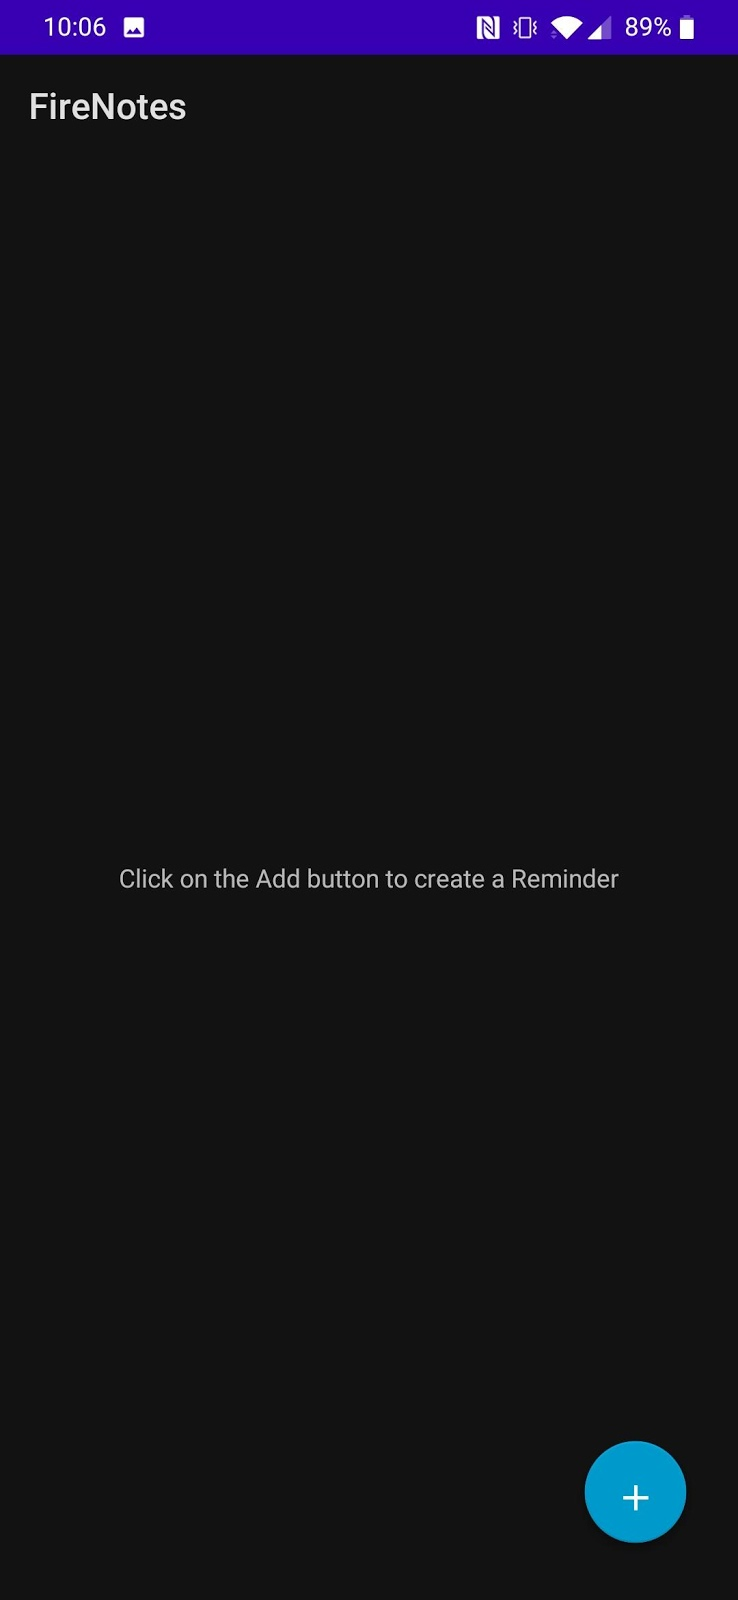 10:06 89%
FireNotes
Click on the Add button to create a Reminder